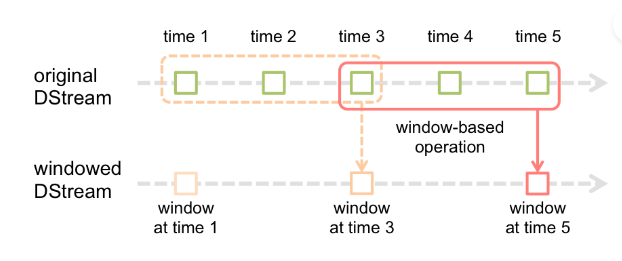 time 1 time 2 time 3 time 4 time 5
original
DStream
window-based
operation
windowed
DStream
window
at time 1
window
at time 3
window
at time 5